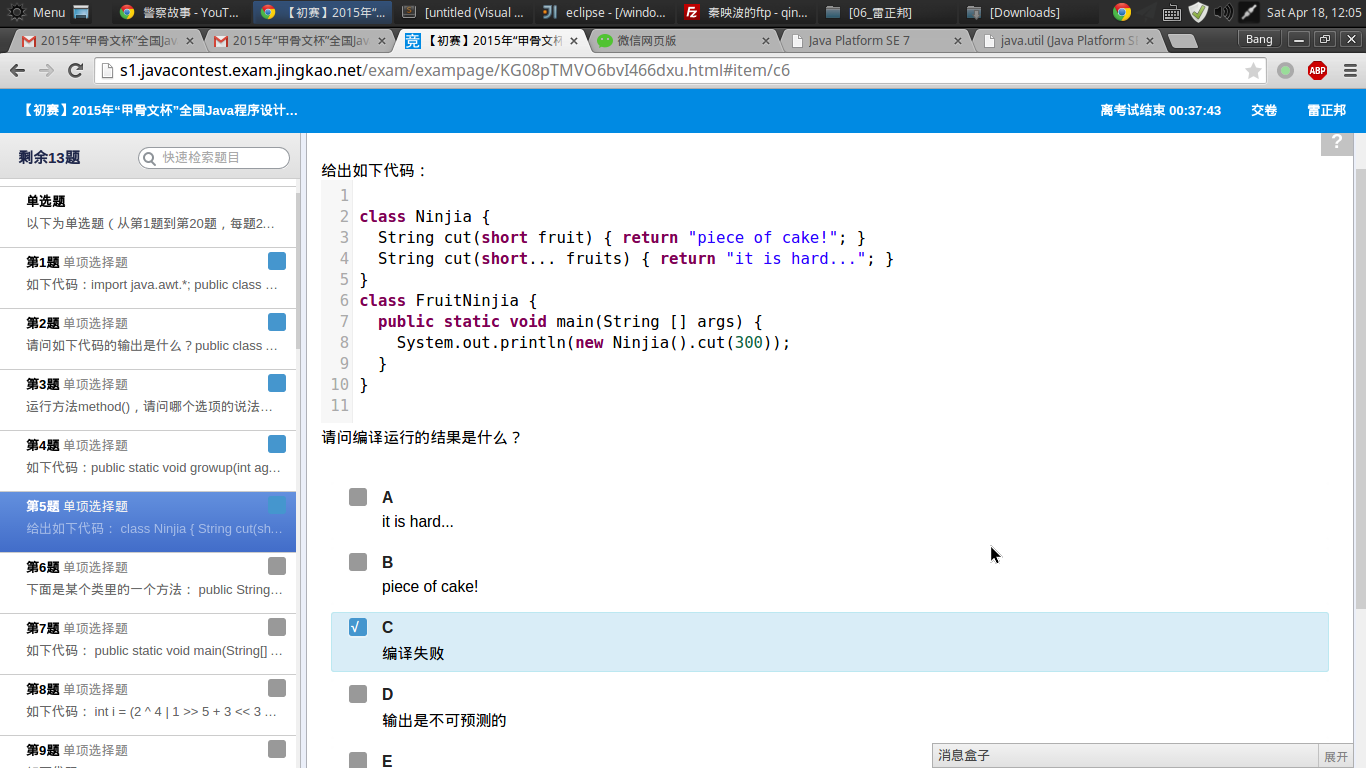 Menu 警察故事 - YouT... 【初赛】2015年“... [untitled (Visual ... eclipse - [/windo... 秦映波的ftp - qin... [06_雷正邦] [Downloads] Sat Apr 18, 12:05
2015年“甲骨文杯”全国Jav 2015年“甲骨文杯”全国Jav 【初赛】2015年“甲骨文杯 微信网页版 Java Platform SE 7 java.util (Java Platform SE Bang
s1.javacontest.exam.jingkao.net/exam/exampage/KG08pTMVO6bvI466dxu.html#item/c6 ABP
【初赛】2015年“甲骨文杯”全国Java程序设计... 离考试结束 00:37:43 交卷 雷正邦
剩余13题 快速检索题目 ?
单选题
以下为单选题（从第1题到第20题，每题2...
第1题 单项选择题
如下代码：import java.awt.*; public class ...
第2题 单项选择题
请问如下代码的输出是什么？public class ...
第3题 单项选择题
运行方法method()，请问哪个选项的说法...
第4题 单项选择题
如下代码：public static void growup(int ag...
第5题 单项选择题
给出如下代码： class Ninjia { String cut(sh...
第6题 单项选择题
下面是某个类里的一个方法： public String...
第7题 单项选择题
如下代码： public static void main(String[] ...
第8题 单项选择题
如下代码： int i = (2 ^ 4 | 1 >> 5 + 3 << 3 ...
第9题 单项选择题
给出如下代码：
1
2 class Ninjia {
3 String cut(short fruit) { return "piece of cake!"; }
4 String cut(short... fruits) { return "it is hard..."; }
5 }
6 class FruitNinjia {
7 public static void main(String [] args) {
8 System.out.println(new Ninjia().cut(300));
9 }
10 }
11
请问编译运行的结果是什么？
A
it is hard...
B
piece of cake!
√ C
编译失败
D
输出是不可预测的
E
消息盒子 展开